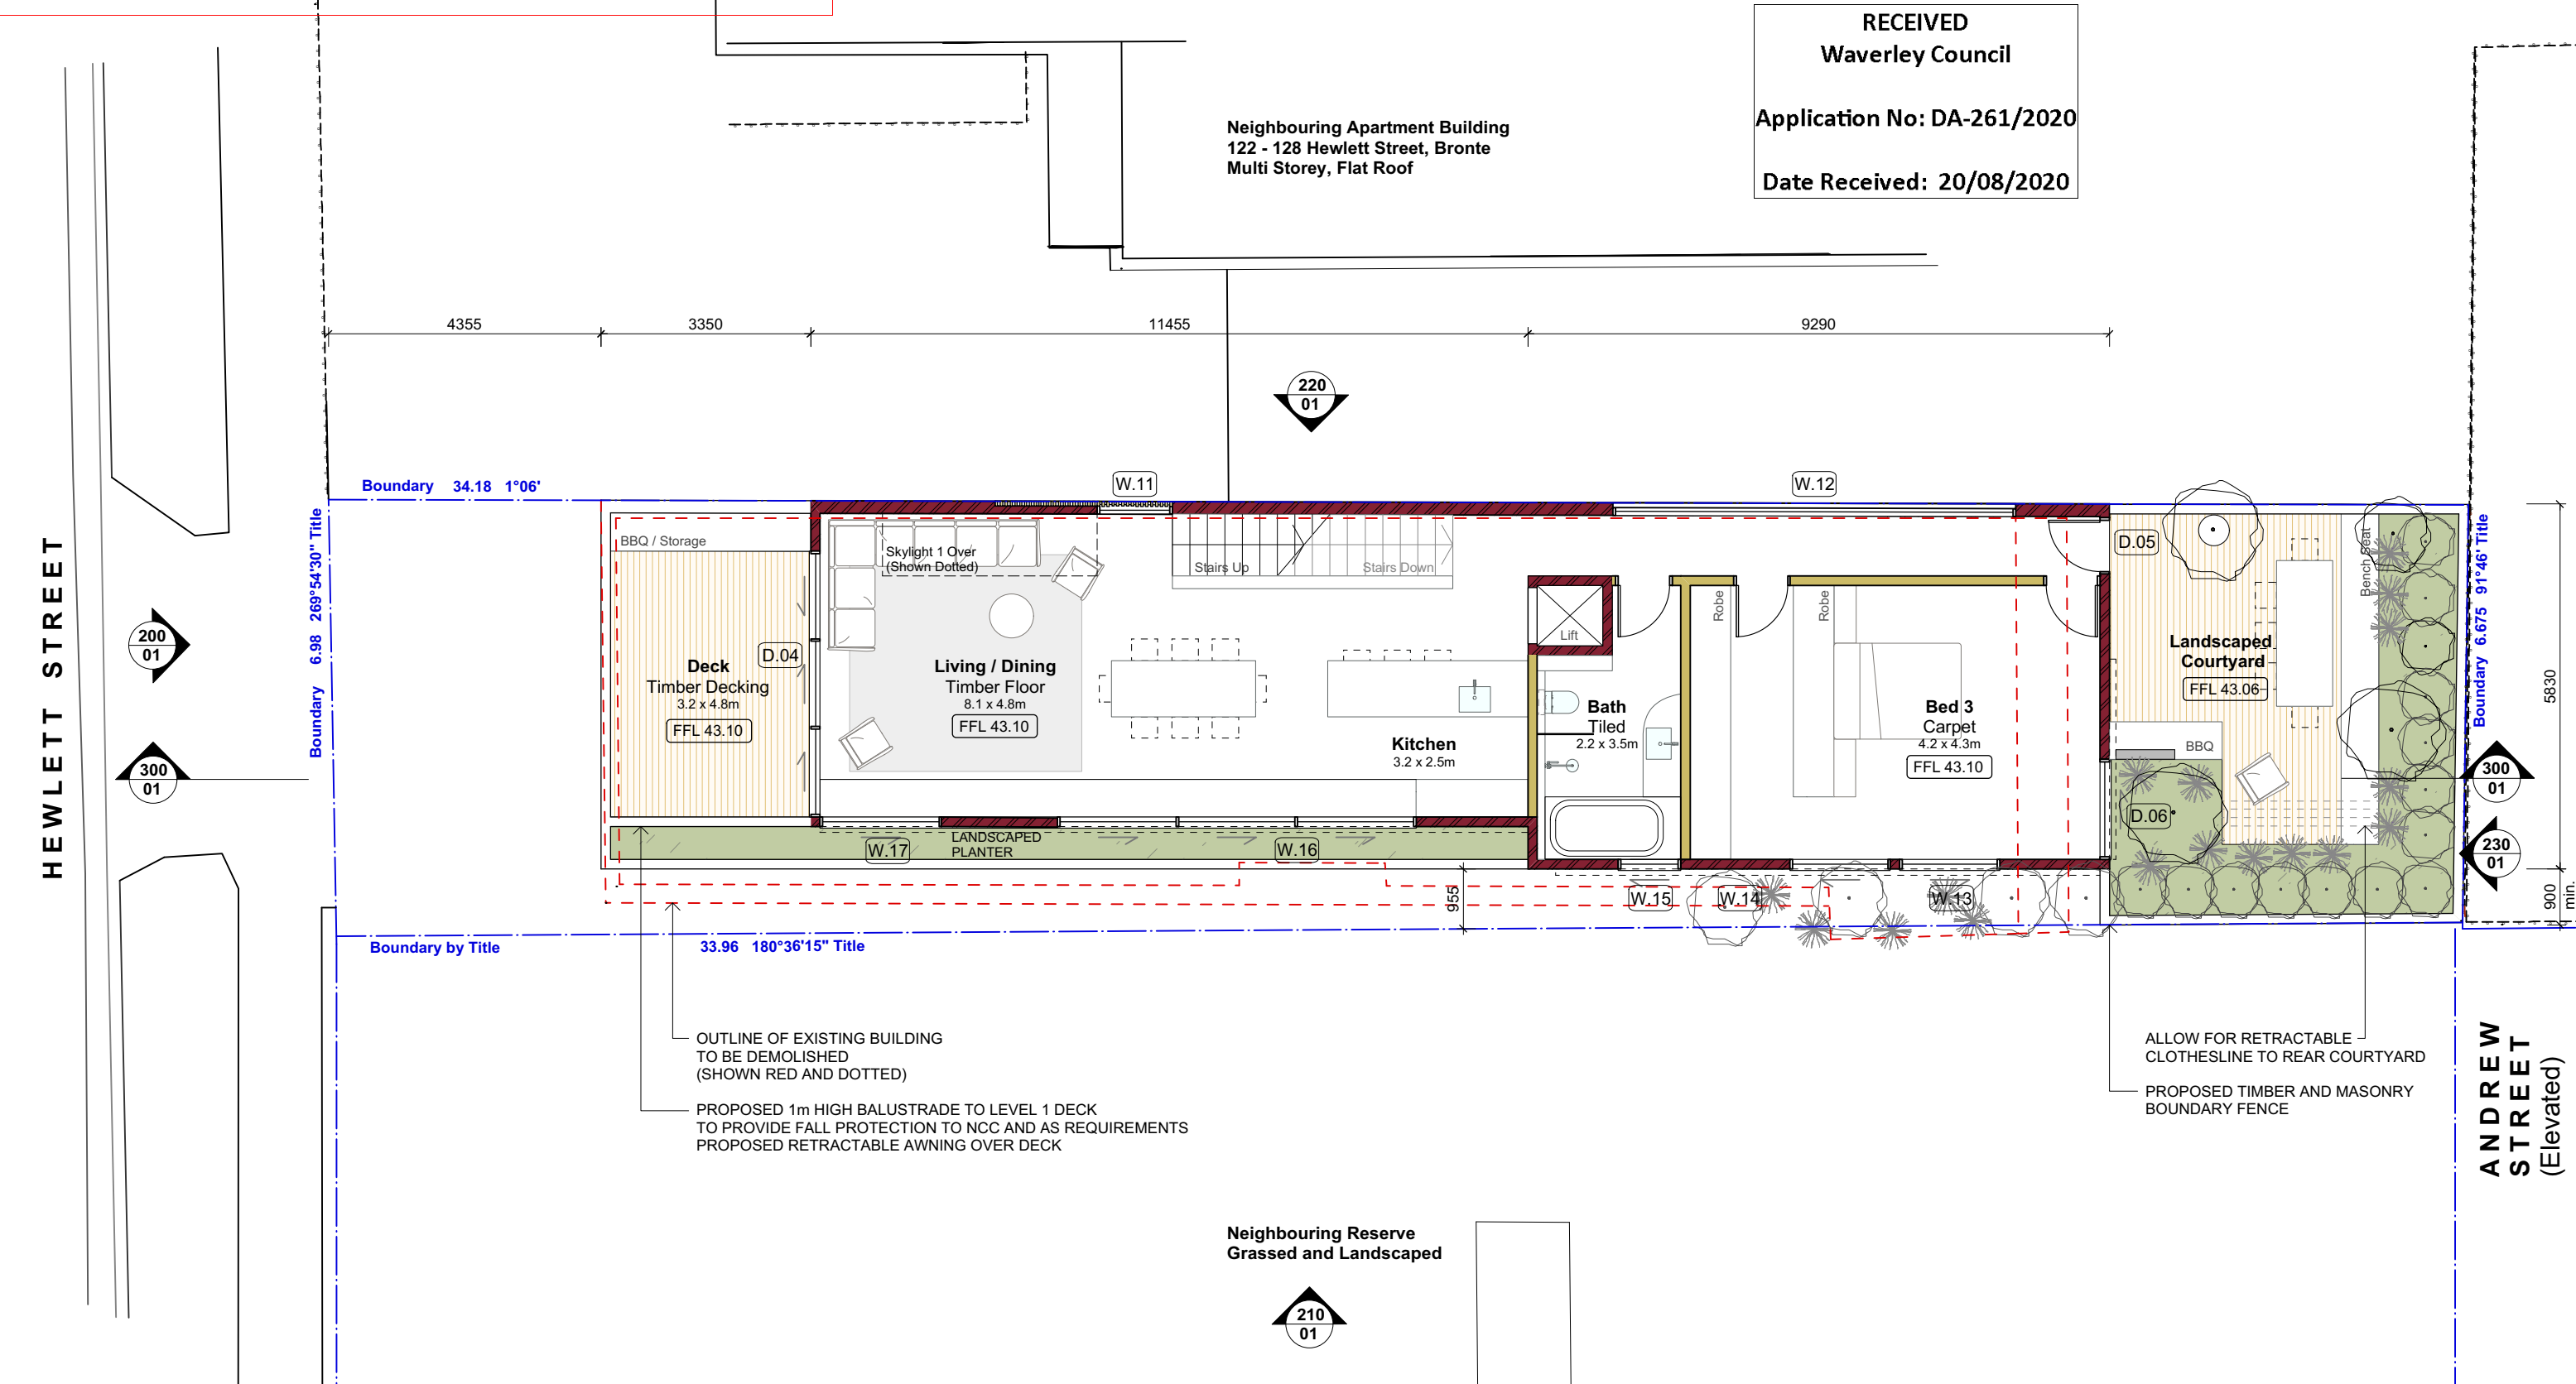 RECEIVED
Waverley Council
Application No: DA-261/2020
Date Received: 20/08/2020
Neighbouring Apartment Building
122 - 128 Hewlett Street, Bronte
Multi Storey, Flat Roof
4355
3350
11455
9290
220
01
Boundary 34.18 1°06'
W.11
W.12
HEWLETT STREET
Boundary 6.98 269°54'30" Title
200
01
300
01
BBQ / Storage
Skylight 1 Over
(Shown Dotted)
Stairs Up
Stairs Down
Deck
Timber Decking
3.2 x 4.8m
FFL 43.10
D.04
Living / Dining
Timber Floor
8.1 x 4.8m
FFL 43.10
Kitchen
3.2 x 2.5m
Lift
Bath
Tiled
2.2 x 3.5m
Robe
Robe
Bed 3
Carpet
4.2 x 4.3m
FFL 43.10
D.05
Bench Seat
Landscaped
Courtyard
FFL 43.06
BBQ
D.06
Boundary 6.675 91°46' Title
5830
300
01
230
01
900
min.
W.17
LANDSCAPED
PLANTER
W.16
955
W.15
W.14
W.13
Boundary by Title
33.96 180°36'15" Title
OUTLINE OF EXISTING BUILDING
TO BE DEMOLISHED
(SHOWN RED AND DOTTED)
PROPOSED 1m HIGH BALUSTRADE TO LEVEL 1 DECK
TO PROVIDE FALL PROTECTION TO NCC AND AS REQUIREMENTS
PROPOSED RETRACTABLE AWNING OVER DECK
ALLOW FOR RETRACTABLE
CLOTHESLINE TO REAR COURTYARD
PROPOSED TIMBER AND MASONRY
BOUNDARY FENCE
ANDREW
STREET
(Elevated)
Neighbouring Reserve
Grassed and Landscaped
210
01